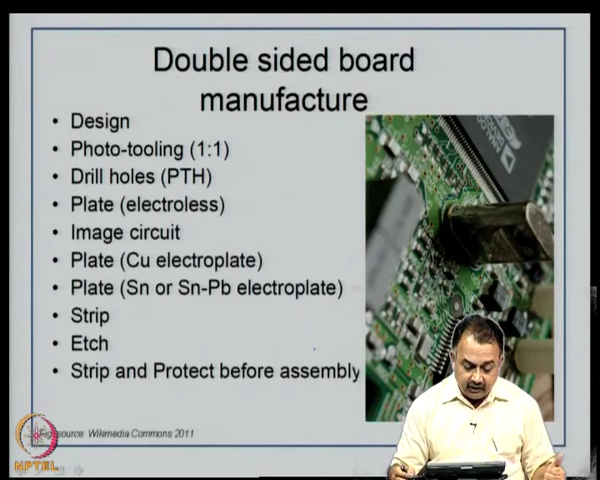 Double sided board
manufacture
• Design
• Photo-tooling (1:1)
• Drill holes (PTH)
• Plate (electroless)
• Image circuit
• Plate (Cu electroplate)
• Plate (Sn or Sn-Pb electroplate)
• Strip
• Etch
• Strip and Protect before assembly
source: Wikimedia Commons 2011
NPTEL